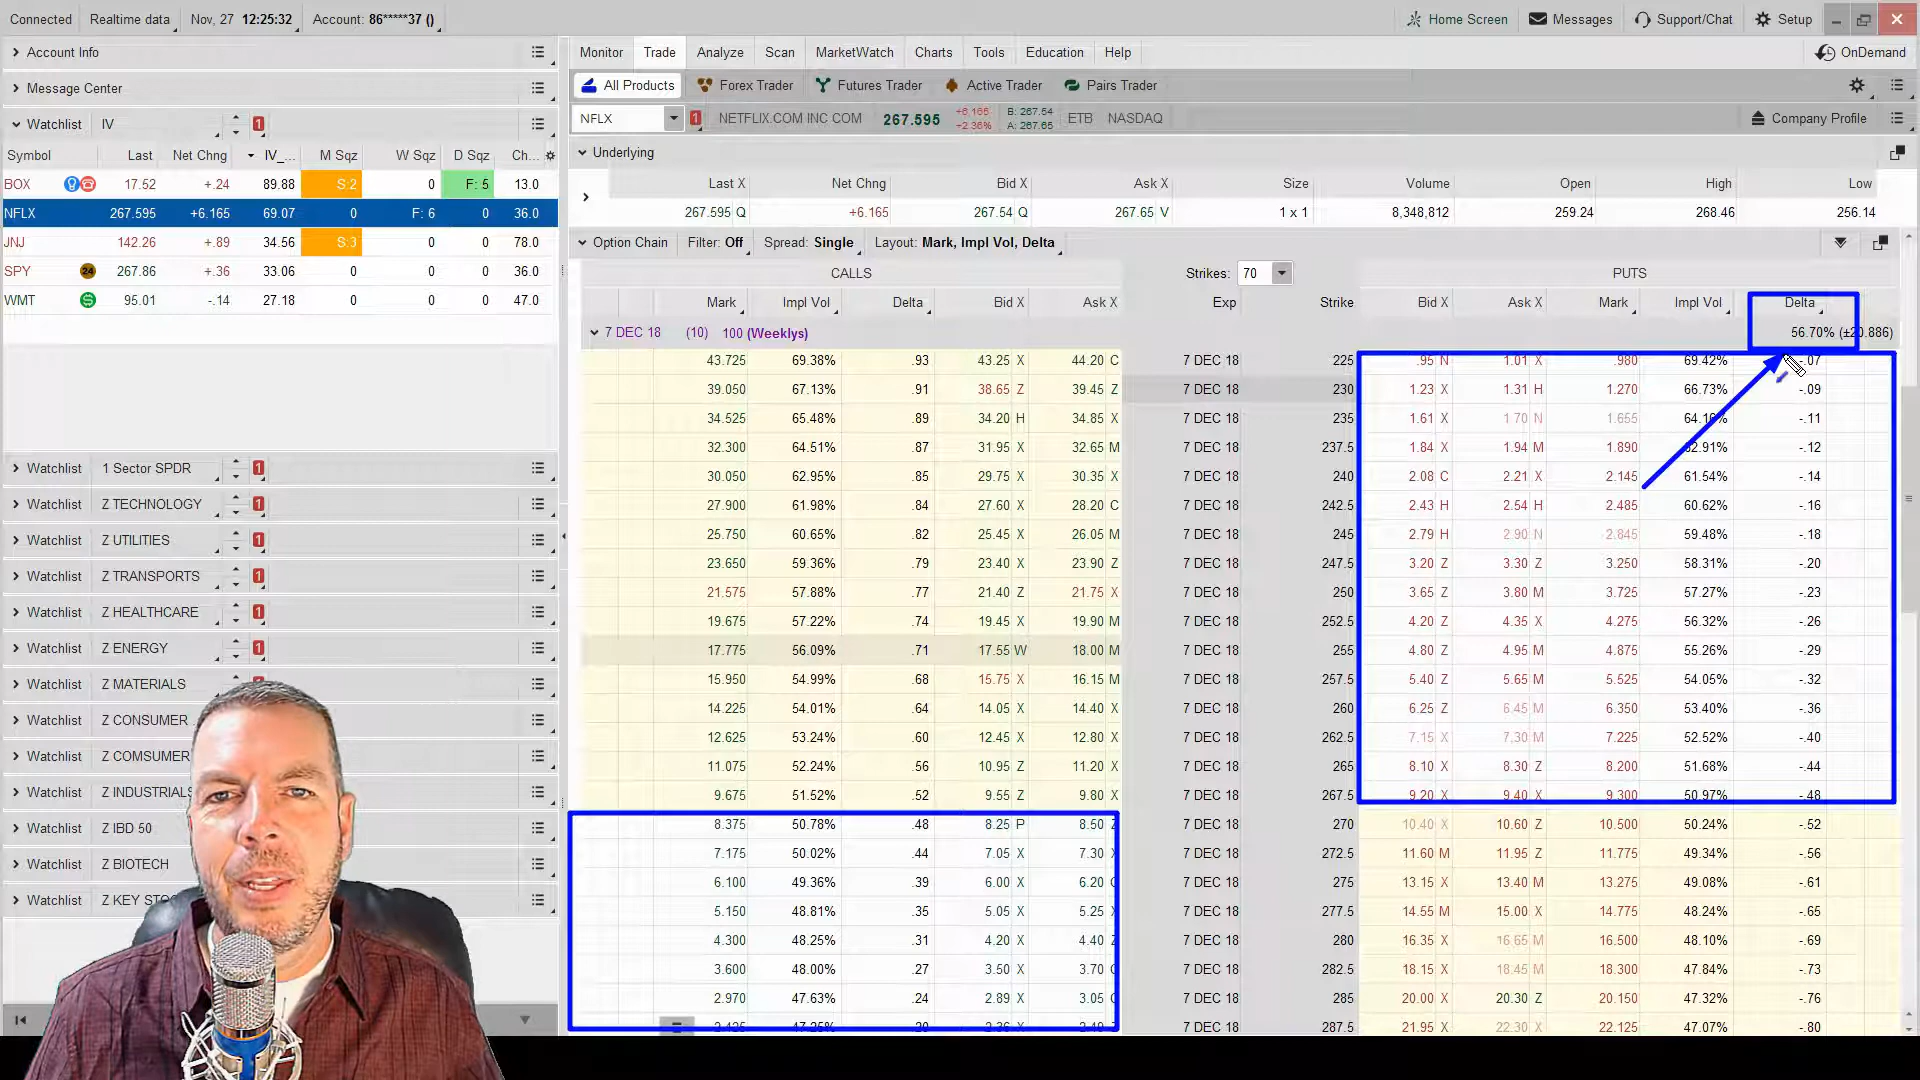 Connected Realtime data Nov, 27 12:25:32 Account: 86*****37 () Home Screen Messages Support/Chat Setup
Account Info
Message Center
Watchlist IV 1
Symbol Last Net Chng IV_... M Sqz W Sqz D Sqz Ch...
BOX 17.52 +.24 89.88 S:2 0 F: 5 13.0
NFLX 267.595 +6.165 69.07 0 F: 6 0 36.0
JNJ 142.26 +.89 34.56 S:3 0 0 78.0
SPY 24 267.86 +.36 33.06 0 0 0 36.0
WMT 95.01 -.14 27.18 0 0 0 47.0
Watchlist 1 Sector SPDR 1
Watchlist Z TECHNOLOGY 1
Watchlist Z UTILITIES 1
Watchlist Z TRANSPORTS 1
Watchlist Z HEALTHCARE 1
Watchlist Z ENERGY 1
Watchlist Z MATERIALS
Watchlist Z CONSUMER
Watchlist Z COMSUMER
Watchlist Z INDUSTRIALS
Watchlist Z IBD 50
Watchlist Z BIOTECH
Watchlist Z KEY
Monitor Trade Analyze Scan MarketWatch Charts Tools Education Help OnDemand
All Products Forex Trader Futures Trader Active Trader Pairs Trader
NFLX 1 NETFLIX.COM INC COM 267.595 +6.165 +2.36% B: 267.54 A: 267.65 ETB NASDAQ Company Profile
Underlying
Last X Net Chng Bid X Ask X Size Volume Open High Low
267.595 Q +6.165 267.54 Q 267.65 V 1 x 1 8,348,812 259.24 268.46 256.14
Option Chain Filter: Off Spread: Single Layout: Mark, Impl Vol, Delta
CALLS Strikes: 70 PUTS
Mark Impl Vol Delta Bid X Ask X Exp Strike Bid X Ask X Mark Impl Vol Delta
7 DEC 18 (10) 100 (Weeklys) 56.70% (±20.886)
43.725 69.38% .93 43.25 X 44.20 C 7 DEC 18 225 .95 N 1.01 X .980 69.42% -.07
39.050 67.13% .91 38.65 Z 39.45 Z 7 DEC 18 230 1.23 X 1.31 H 1.270 66.73% -.09
34.525 65.48% .89 34.20 H 34.85 X 7 DEC 18 235 1.61 X 1.70 N 1.655 64.16% -.11
32.300 64.51% .87 31.95 X 32.65 M 7 DEC 18 237.5 1.84 X 1.94 M 1.890 62.91% -.12
30.050 62.95% .85 29.75 X 30.35 X 7 DEC 18 240 2.08 C 2.21 X 2.145 61.54% -.14
27.900 61.98% .84 27.60 X 28.20 C 7 DEC 18 242.5 2.43 H 2.54 H 2.485 60.62% -.16
25.750 60.65% .82 25.45 X 26.05 M 7 DEC 18 245 2.79 H 2.90 N 2.845 59.48% -.18
23.650 59.36% .79 23.40 X 23.90 Z 7 DEC 18 247.5 3.20 Z 3.30 Z 3.250 58.31% -.20
21.575 57.88% .77 21.40 Z 21.75 X 7 DEC 18 250 3.65 Z 3.80 M 3.725 57.27% -.23
19.675 57.22% .74 19.45 X 19.90 M 7 DEC 18 252.5 4.20 Z 4.35 X 4.275 56.32% -.26
17.775 56.09% .71 17.55 W 18.00 M 7 DEC 18 255 4.80 Z 4.95 M 4.875 55.26% -.29
15.950 54.99% .68 15.75 X 16.15 M 7 DEC 18 257.5 5.40 Z 5.65 M 5.525 54.05% -.32
14.225 54.01% .64 14.05 X 14.40 X 7 DEC 18 260 6.25 Z 6.45 M 6.350 53.40% -.36
12.625 53.24% .60 12.45 X 12.80 X 7 DEC 18 262.5 7.15 X 7.30 M 7.225 52.52% -.40
11.075 52.24% .56 10.95 Z 11.20 X 7 DEC 18 265 8.10 X 8.30 Z 8.200 51.68% -.44
9.675 51.52% .52 9.55 Z 9.80 X 7 DEC 18 267.5 9.20 X 9.40 X 9.300 50.97% -.48
8.375 50.78% .48 8.25 P 8.50 Z 7 DEC 18 270 10.40 X 10.60 Z 10.500 50.24% -.52
7.175 50.02% .44 7.05 X 7.30 X 7 DEC 18 272.5 11.60 M 11.95 Z 11.775 49.34% -.56
6.100 49.36% .39 6.00 X 6.20 7 DEC 18 275 13.15 X 13.40 M 13.275 49.08% -.61
5.150 48.81% .35 5.05 X 5.25 7 DEC 18 277.5 14.55 M 15.00 X 14.775 48.24% -.65
4.300 48.25% .31 4.20 X 4.40 7 DEC 18 280 16.35 X 16.65 M 16.500 48.10% -.69
3.600 48.00% .27 3.50 X 3.70 7 DEC 18 282.5 18.15 X 18.45 M 18.300 47.84% -.73
2.970 47.63% .24 2.89 X 3.05 7 DEC 18 285 20.00 X 20.30 Z 20.150 47.32% -.76
7 DEC 18 287.5 21.95 X 22.30 X 22.125 47.07% -.80